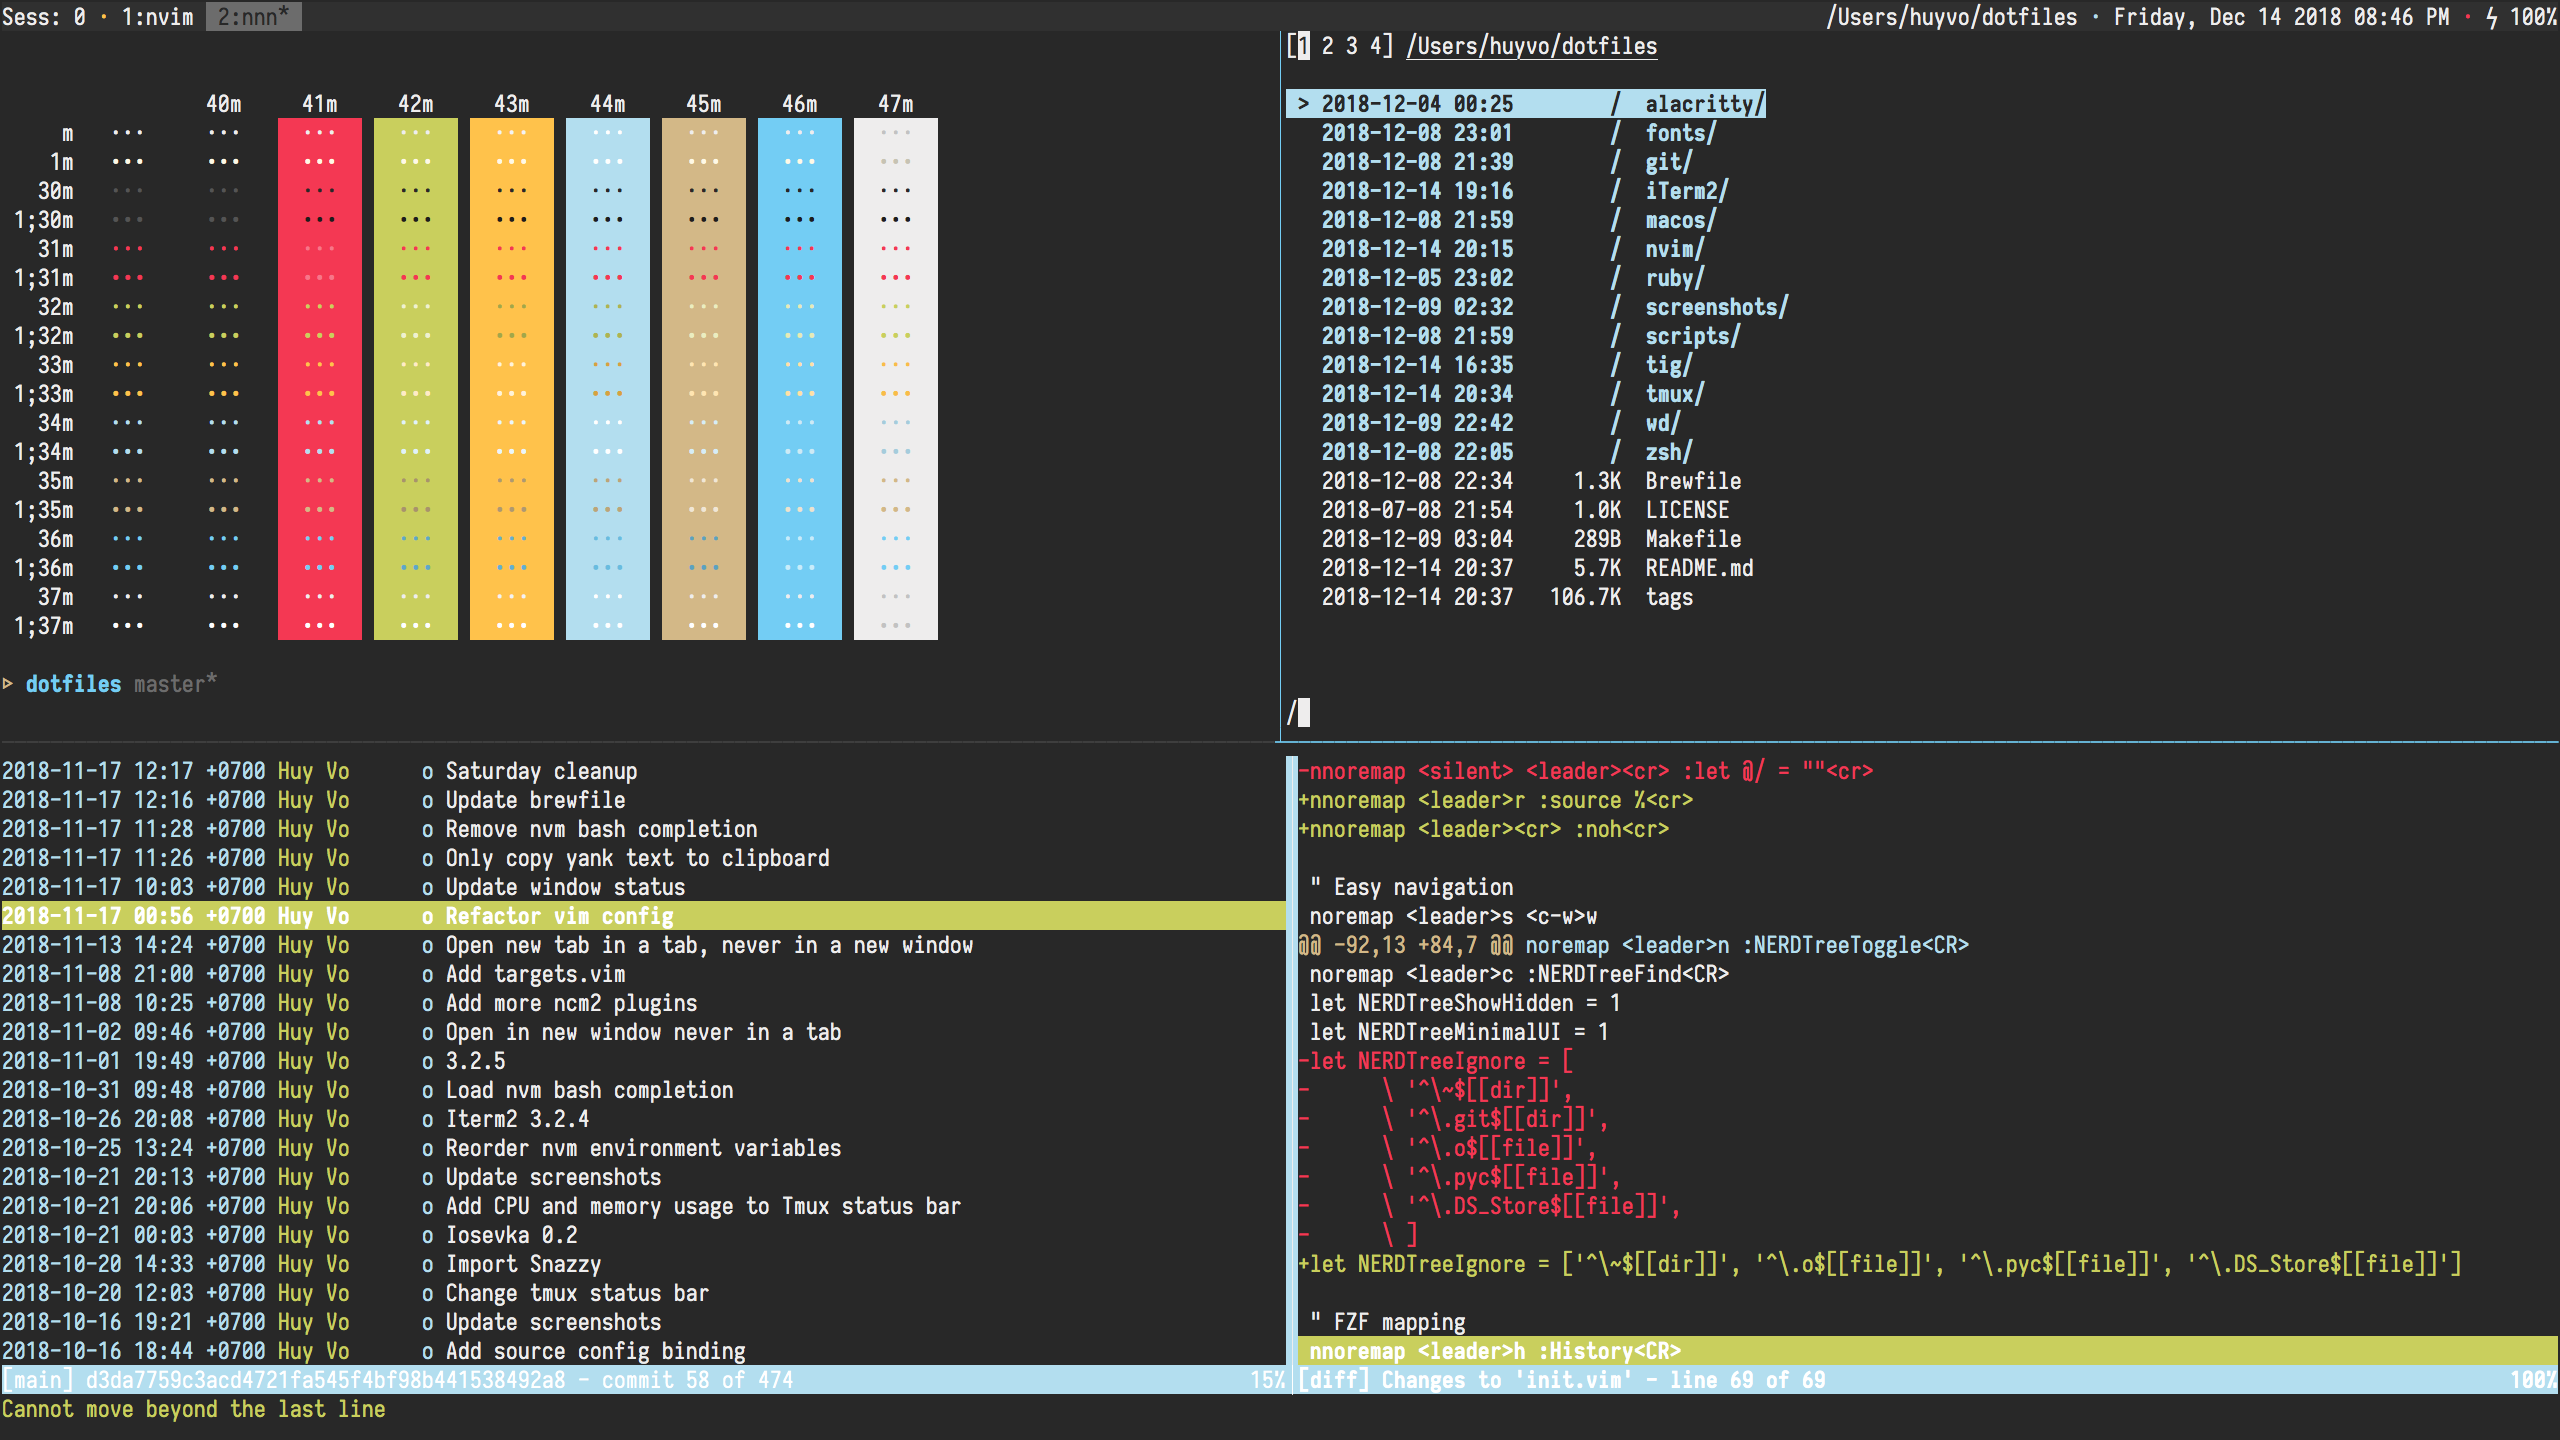 Sess: 0 · 1:nvim 2:nnn*
/Users/huyvo/dotfiles · Friday, Dec 14 2018 08:46 PM · ϟ 100%
40m 41m 42m 43m 44m 45m 46m 47m
m ··· ··· ··· ··· ··· ··· ··· ··· ···
1m ··· ··· ··· ··· ··· ··· ··· ··· ···
30m ··· ··· ··· ··· ··· ··· ··· ··· ···
1;30m ··· ··· ··· ··· ··· ··· ··· ··· ···
31m ··· ··· ··· ··· ··· ··· ··· ··· ···
1;31m ··· ··· ··· ··· ··· ··· ··· ··· ···
32m ··· ··· ··· ··· ··· ··· ··· ··· ···
1;32m ··· ··· ··· ··· ··· ··· ··· ··· ···
33m ··· ··· ··· ··· ··· ··· ··· ··· ···
1;33m ··· ··· ··· ··· ··· ··· ··· ··· ···
34m ··· ··· ··· ··· ··· ··· ··· ··· ···
1;34m ··· ··· ··· ··· ··· ··· ··· ··· ···
35m ··· ··· ··· ··· ··· ··· ··· ··· ···
1;35m ··· ··· ··· ··· ··· ··· ··· ··· ···
36m ··· ··· ··· ··· ··· ··· ··· ··· ···
1;36m ··· ··· ··· ··· ··· ··· ··· ··· ···
37m ··· ··· ··· ··· ··· ··· ··· ··· ···
1;37m ··· ··· ··· ··· ··· ··· ··· ··· ···
▹ dotfiles master*
[1 2 3 4] /Users/huyvo/dotfiles
> 2018-12-04 00:25 / alacritty/
2018-12-08 23:01 / fonts/
2018-12-08 21:39 / git/
2018-12-14 19:16 / iTerm2/
2018-12-08 21:59 / macos/
2018-12-14 20:15 / nvim/
2018-12-05 23:02 / ruby/
2018-12-09 02:32 / screenshots/
2018-12-08 21:59 / scripts/
2018-12-14 16:35 / tig/
2018-12-14 20:34 / tmux/
2018-12-09 22:42 / wd/
2018-12-08 22:05 / zsh/
2018-12-08 22:34 1.3K Brewfile
2018-07-08 21:54 1.0K LICENSE
2018-12-09 03:04 289B Makefile
2018-12-14 20:37 5.7K README.md
2018-12-14 20:37 106.7K tags
/
2018-11-17 12:17 +0700 Huy Vo o Saturday cleanup
2018-11-17 12:16 +0700 Huy Vo o Update brewfile
2018-11-17 11:28 +0700 Huy Vo o Remove nvm bash completion
2018-11-17 11:26 +0700 Huy Vo o Only copy yank text to clipboard
2018-11-17 10:03 +0700 Huy Vo o Update window status
2018-11-17 00:56 +0700 Huy Vo o Refactor vim config
2018-11-13 14:24 +0700 Huy Vo o Open new tab in a tab, never in a new window
2018-11-08 21:00 +0700 Huy Vo o Add targets.vim
2018-11-08 10:25 +0700 Huy Vo o Add more ncm2 plugins
2018-11-02 09:46 +0700 Huy Vo o Open in new window never in a tab
2018-11-01 19:49 +0700 Huy Vo o 3.2.5
2018-10-31 09:48 +0700 Huy Vo o Load nvm bash completion
2018-10-26 20:08 +0700 Huy Vo o Iterm2 3.2.4
2018-10-25 13:24 +0700 Huy Vo o Reorder nvm environment variables
2018-10-21 20:13 +0700 Huy Vo o Update screenshots
2018-10-21 20:06 +0700 Huy Vo o Add CPU and memory usage to Tmux status bar
2018-10-21 00:03 +0700 Huy Vo o Iosevka 0.2
2018-10-20 14:33 +0700 Huy Vo o Import Snazzy
2018-10-20 12:03 +0700 Huy Vo o Change tmux status bar
2018-10-16 19:21 +0700 Huy Vo o Update screenshots
2018-10-16 18:44 +0700 Huy Vo o Add source config binding
[main] d3da7759c3acd4721fa545f4bf98b441538492a8 - commit 58 of 474 15%
Cannot move beyond the last line
-nnoremap <silent> <leader><cr> :let @/ = ""<cr>
+nnoremap <leader>r :source %<cr>
+nnoremap <leader><cr> :noh<cr>
" Easy navigation
noremap <leader>s <c-w>w
@@ -92,13 +84,7 @@ noremap <leader>n :NERDTreeToggle<CR>
noremap <leader>c :NERDTreeFind<CR>
let NERDTreeShowHidden = 1
let NERDTreeMinimalUI = 1
-let NERDTreeIgnore = [
- \ '^\~$[[dir]]',
- \ '^\.git$[[dir]]',
- \ '^\.o$[[file]]',
- \ '^\.pyc$[[file]]',
- \ '^\.DS_Store$[[file]]',
- \ ]
+let NERDTreeIgnore = ['^\~$[[dir]]', '^\.o$[[file]]', '^\.pyc$[[file]]', '^\.DS_Store$[[file]]']
" FZF mapping
nnoremap <leader>h :History<CR>
[diff] Changes to 'init.vim' - line 69 of 69 100%